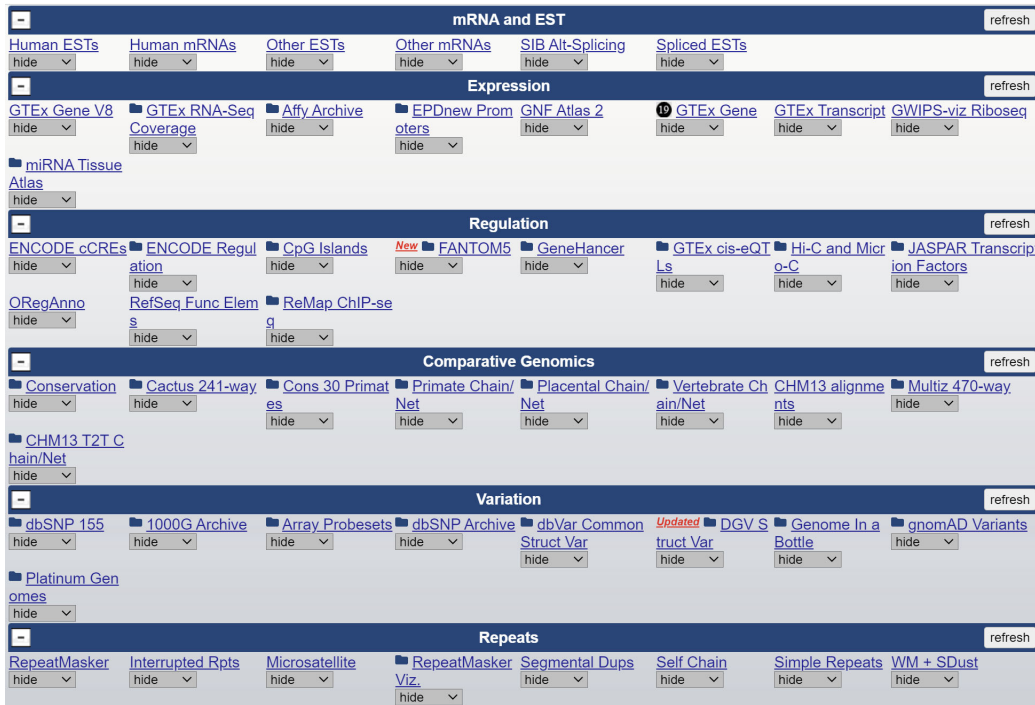 - mRNA and EST refresh
Human ESTs Human mRNAs Other ESTs Other mRNAs SIB Alt-Splicing Spliced ESTs
hide hide hide hide hide hide
- Expression refresh
GTEx Gene V8 GTEx RNA-Seq Affy Archive EPDnew Prom GNF Atlas 2 19 GTEx Gene GTEx Transcript GWIPS-viz Riboseq
hide Coverage hide oters hide hide hide hide
hide hide
miRNA Tissue
Atlas
hide
- Regulation refresh
ENCODE cCREs ENCODE Regul CpG Islands New FANTOM5 GeneHancer GTEx cis-eQT Hi-C and Micr JASPAR Transcrip
hide ation hide hide hide Ls o-C ion Factors
hide hide hide hide
ORegAnno RefSeq Func Elem ReMap ChIP-se
hide s q
hide hide
- Comparative Genomics refresh
Conservation Cactus 241-way Cons 30 Primat Primate Chain/ Placental Chain/ Vertebrate Ch CHM13 alignme Multiz 470-way
hide hide es Net Net ain/Net nts hide
hide hide hide hide hide
CHM13 T2T C
hain/Net
hide
- Variation refresh
dbSNP 155 1000G Archive Array Probesets dbSNP Archive dbVar Common Updated DGV S Genome In a gnomAD Variants
hide hide hide hide Struct Var truct Var Bottle hide
hide hide hide
Platinum Gen
omes
hide
- Repeats refresh
RepeatMasker Interrupted Rpts Microsatellite RepeatMasker Segmental Dups Self Chain Simple Repeats WM + SDust
hide hide hide Viz. hide hide hide hide
hide